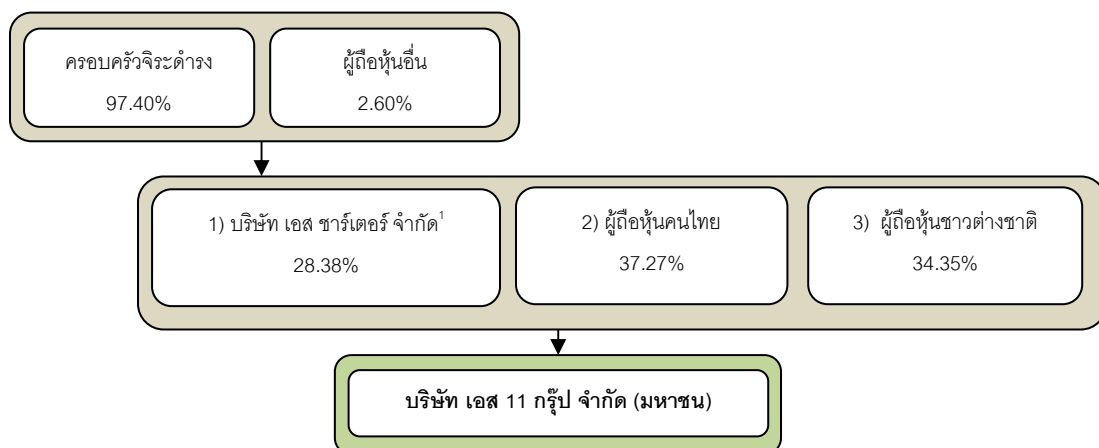 ครอบครัวจิระดำรง
97.40%
ผู้ถือหุ้นอื่น
2.60%
1) บริษัท เอส ชาร์เตอร์ จำกัด¹
28.38%
2) ผู้ถือหุ้นคนไทย
37.27%
3) ผู้ถือหุ้นชาวต่างชาติ
34.35%
บริษัท เอส 11 กรุ๊ป จำกัด (มหาชน)